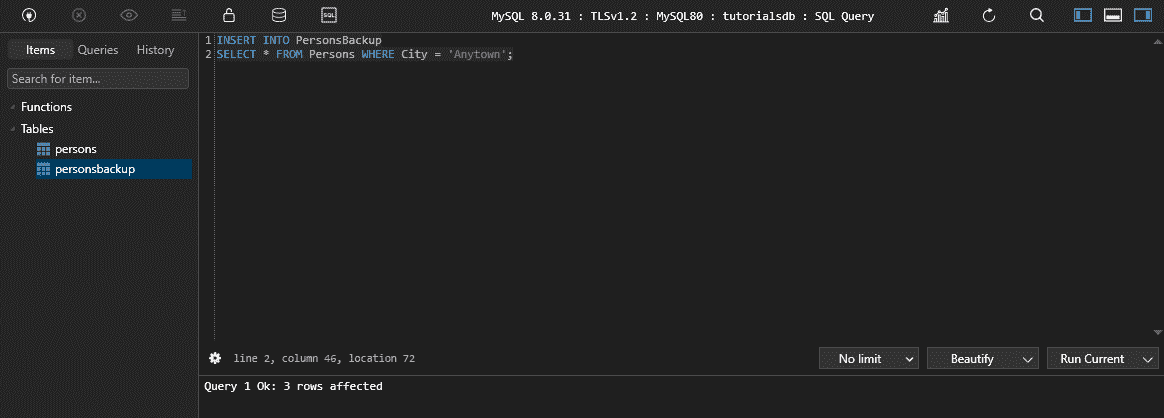 SQL
MySQL 8.0.31 : TLSv1.2 : MySQL80 : tutorialsdb : SQL Query
Items Queries History
Search for item...
Functions
Tables
persons
personsbackup
1 INSERT INTO PersonsBackup
2 SELECT * FROM Persons WHERE City = 'Anytown';
line 2, column 46, location 72
No limit
Beautify
Run Current
Query 1 Ok: 3 rows affected